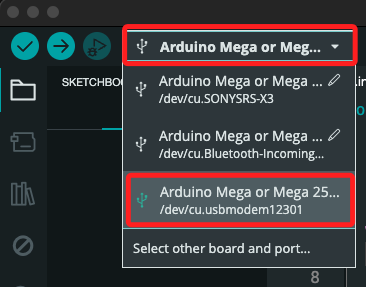 Arduino Mega or Meg...
SKETCHBOO
.in
Arduino Mega or Mega ...
/dev/cu.SONYSRS-X3
Arduino Mega or Mega ...
/dev/cu.Bluetooth-Incoming...
Arduino Mega or Mega 25...
/dev/cu.usbmodem12301
Select other board and port...
8